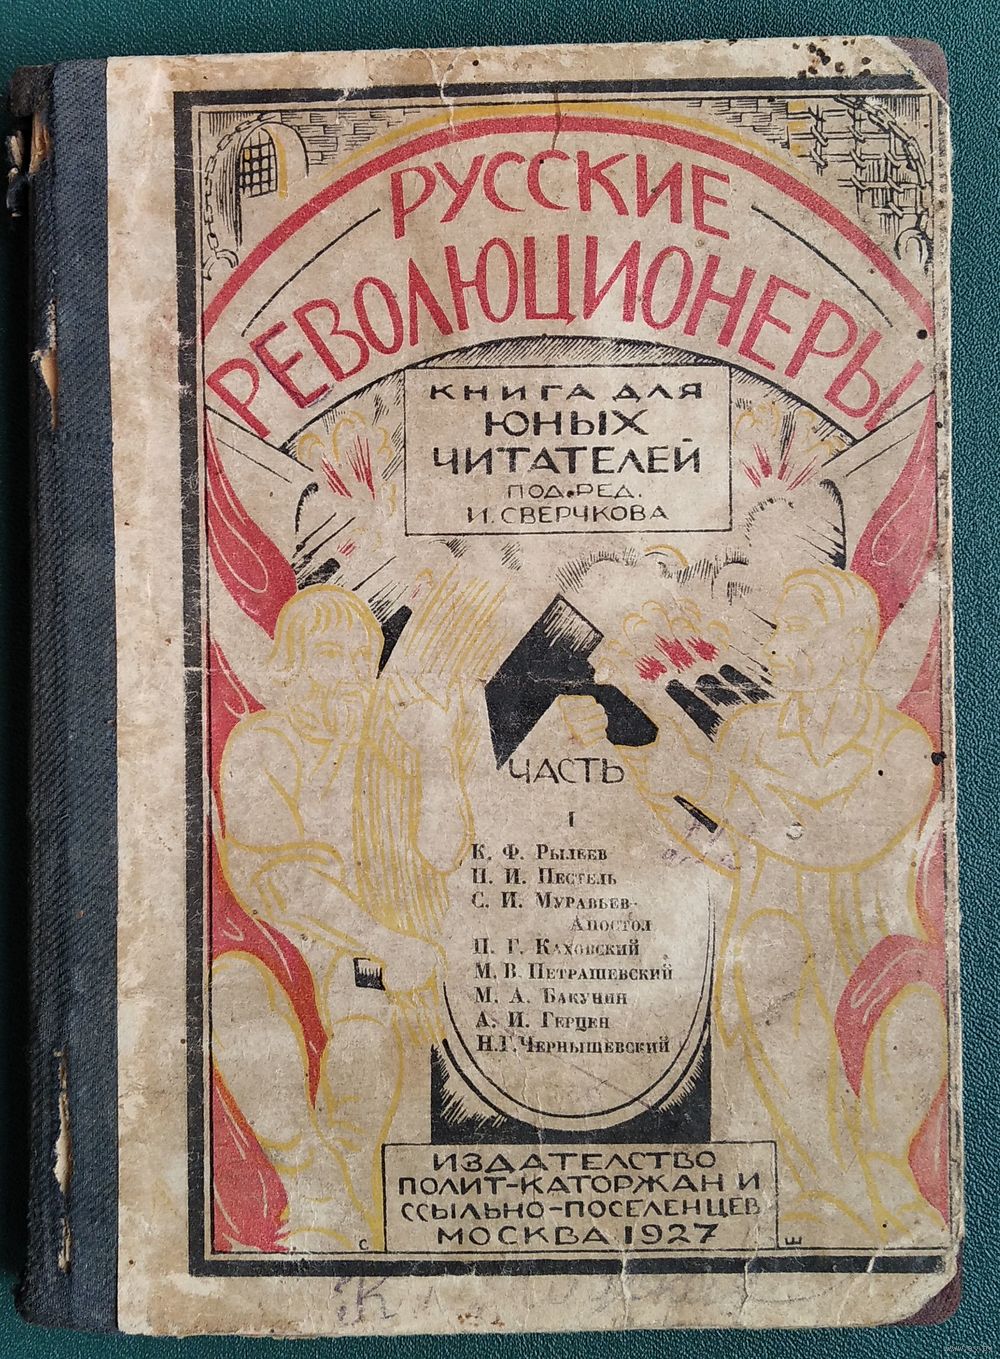 РУССКИЕ
РЕВОЛЮЦИОНЕРЫ
КНИГА ДЛЯ
ЮНЫХ
ЧИТАТЕЛЕЙ
ПОД.РЕД.
И. СВЕРЧКОВА
ЧАСТЬ
I
К. Ф. Рылеев
П. И. Пестель
С. И. Муравьев-
Апостол
П. Г. Каховский
М. В. Петрашевский
М. А. Бакунин
А. И. Герцен
Н.Г.Чернышевский
ИЗДАТЕЛСТВО
ПОЛИТ-КАТОРЖАН И
ССЫЛЬНО-ПОСЕЛЕНЦЕВ
МОСКВА 1927
С Ш